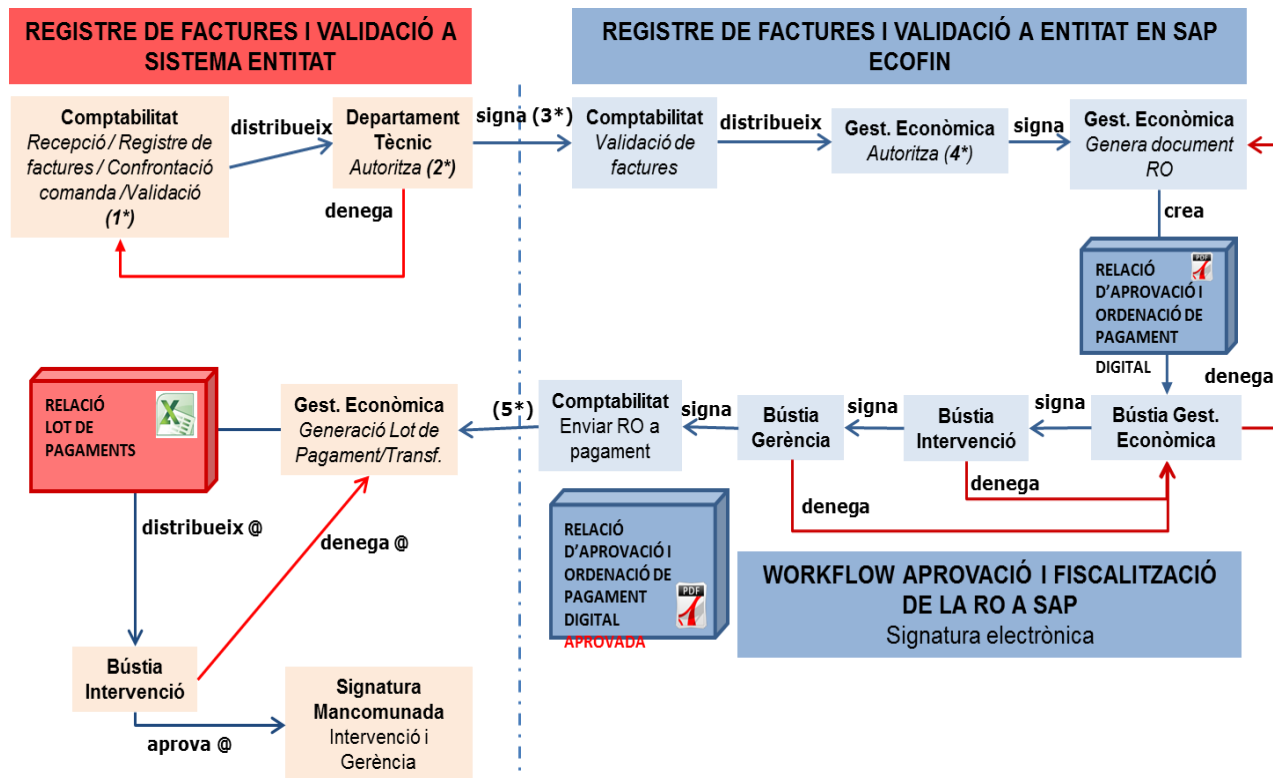 REGISTRE DE FACTURES I VALIDACIÓ A
SISTEMA ENTITAT
REGISTRE DE FACTURES I VALIDACIÓ A ENTITAT EN SAP
ECOFIN
Comptabilitat
Recepció / Registre de
factures / Confrontació
comanda /Validació
(1*)
distribueix
Departament
Tècnic
Autoritza (2*)
denega
signa (3*)
Comptabilitat
Validació de
factures
distribueix
Gest. Econòmica
Autoritza (4*)
signa
Gest. Econòmica
Genera document
RO
crea
RELACIÓ
D'APROVACIÓ I
ORDENACIÓ DE
PAGAMENT
DIGITAL
PDF
denega
Bústia Gest.
Econòmica
signa
Bústia
Intervenció
denega
signa
Bústia
Gerència
denega
signa
Comptabilitat
Enviar RO a
pagament
(5*)
Gest. Econòmica
Generació Lot de
Pagament/Transf.
RELACIÓ
LOT DE
PAGAMENTS
distribueix @
denega @
RELACIÓ
D'APROVACIÓ I
ORDENACIÓ DE
PAGAMENT
DIGITAL
APROVADA
PDF
WORKFLOW APROVACIÓ I FISCALITZACIÓ
DE LA RO A SAP
Signatura electrònica
Bústia
Intervenció
aprova @
Signatura
Mancomunada
Intervenció i
Gerència